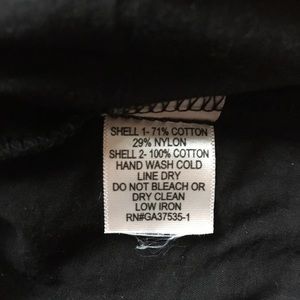 SHELL 1- 71% COTTON
29% NYLON
SHELL 2- 100% COTTON
HAND WASH COLD
LINE DRY
DO NOT BLEACH OR
DRY CLEAN
LOW IRON
RN#GA37535-1